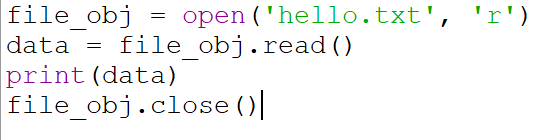 file_obj = open('hello.txt', 'r')
data = file_obj.read()
print(data)
file_obj.close()